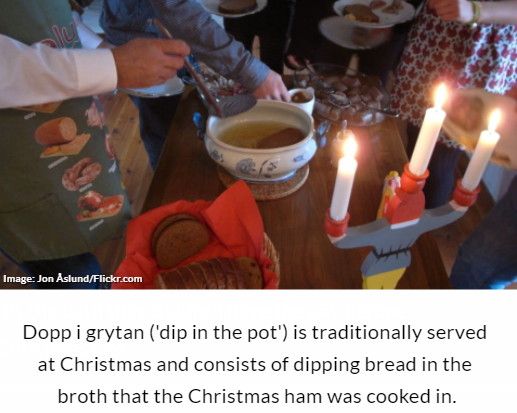 Image: Jon Åslund/Flickr.com
Dopp i grytan ('dip in the pot') is traditionally served
at Christmas and consists of dipping bread in the
broth that the Christmas ham was cooked in.